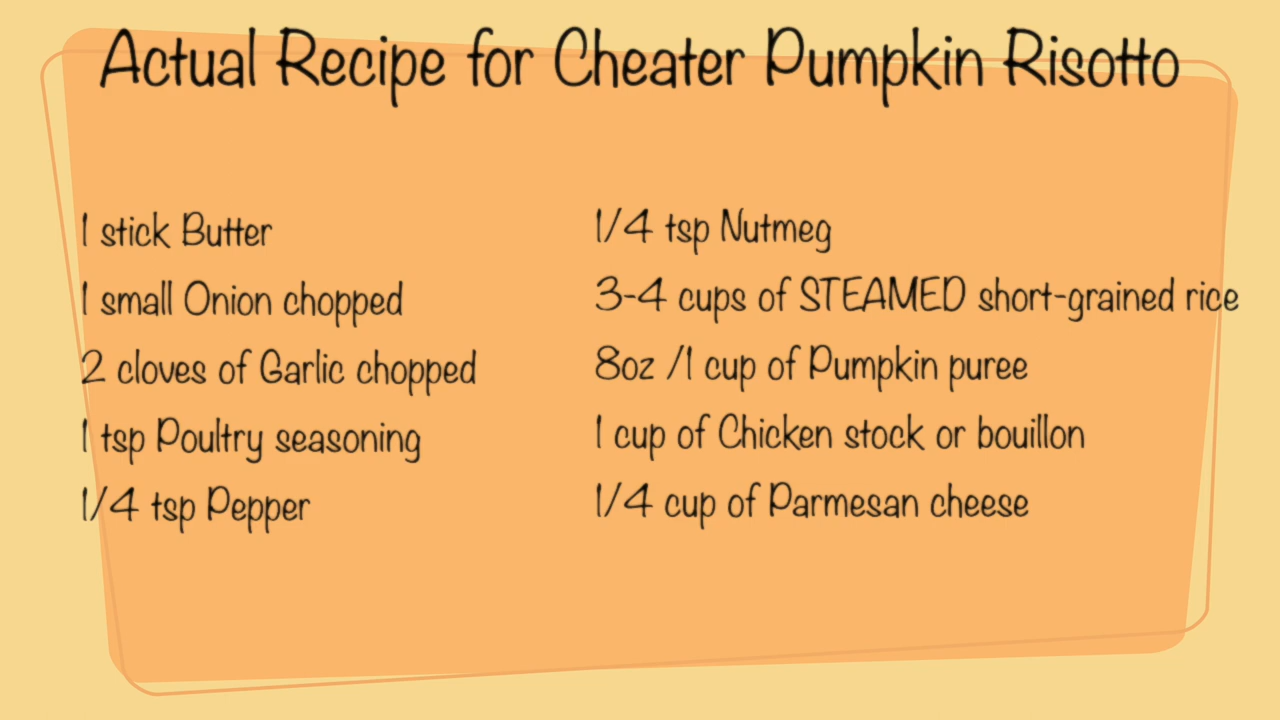 Actual Recipe for Cheater Pumpkin Risotto
1 stick Butter
1 small Onion chopped
2 cloves of Garlic chopped
1 tsp Poultry seasoning
1/4 tsp Pepper
1/4 tsp Nutmeg
3-4 cups of STEAMED short-grained rice
8oz /1 cup of Pumpkin puree
1 cup of Chicken stock or bouillon
1/4 cup of Parmesan cheese